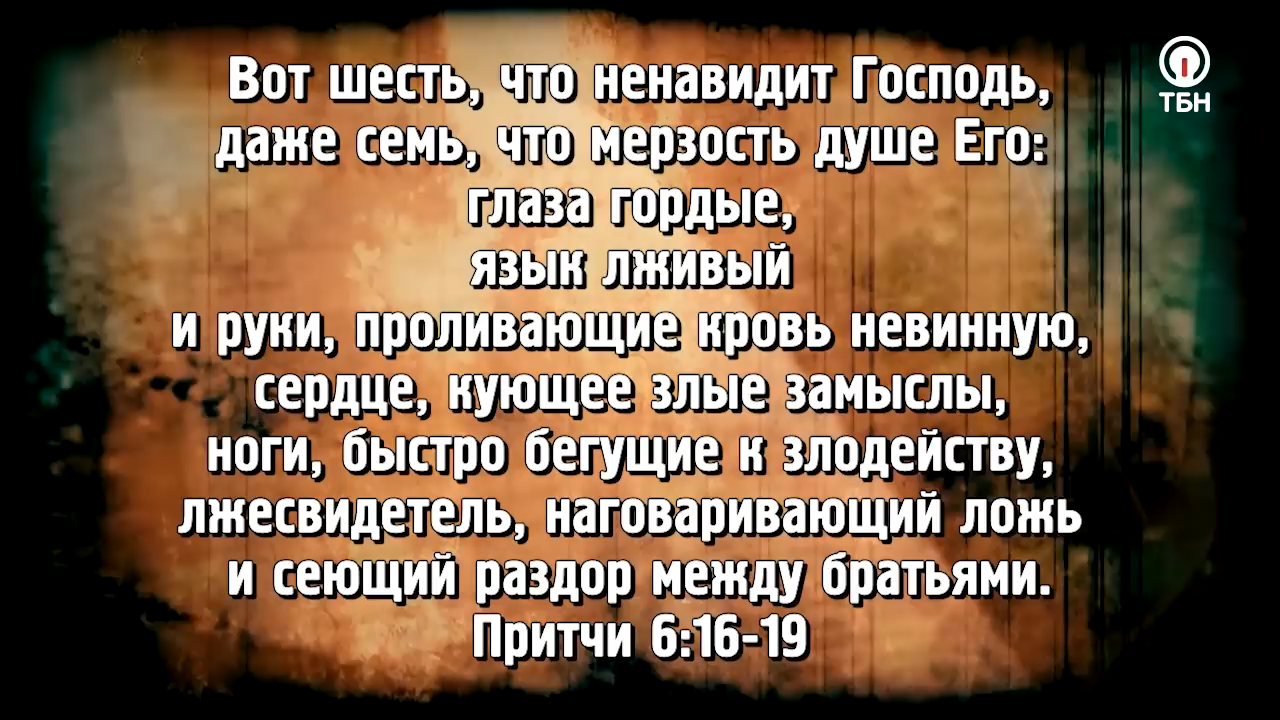 Вот шесть, что ненавидит Господь,
даже семь, что мерзость душе Его:
глаза гордые,
язык лживый
и руки, проливающие кровь невинную,
сердце, кующее злые замыслы,
ноги, быстро бегущие к злодейству,
лжесвидетель, наговаривающий ложь
и сеющий раздор между братьями.
Притчи 6:16-19
ТБН